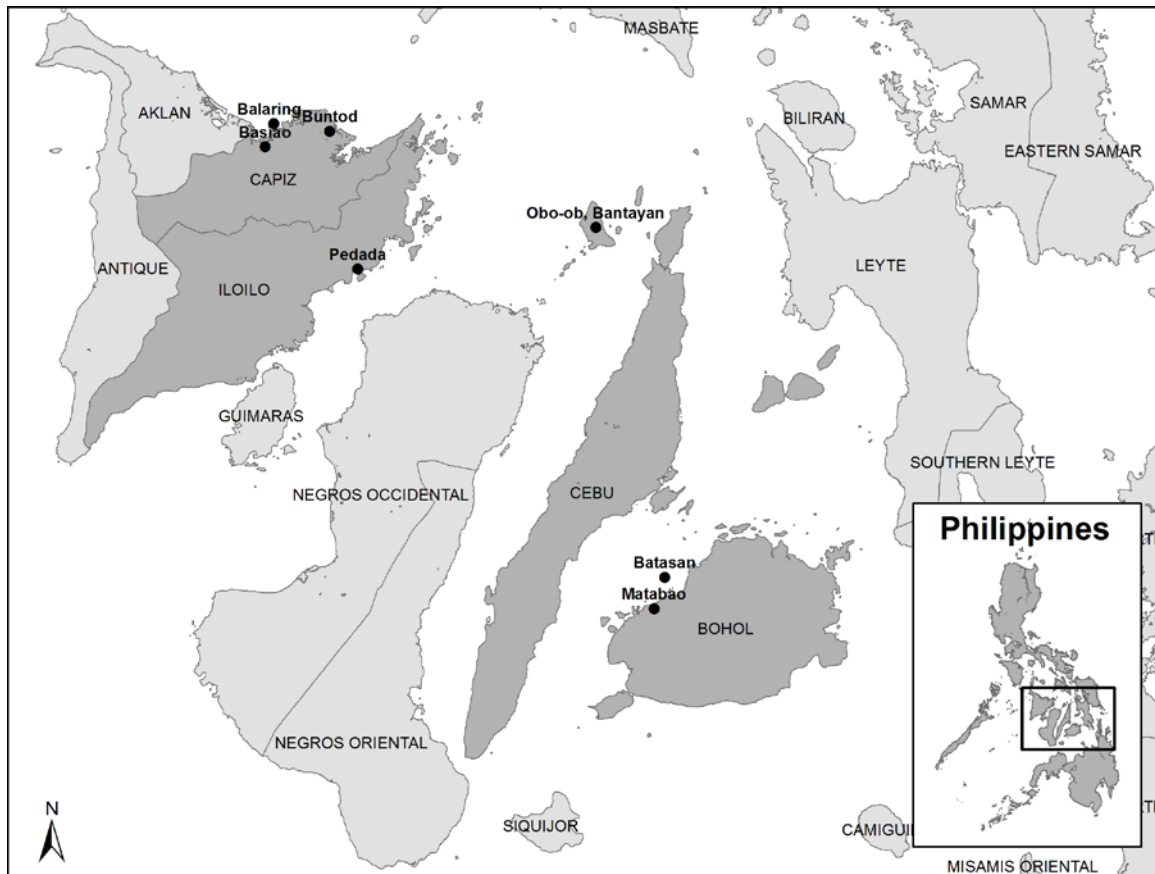 MASBATE
AKLAN
Balaring
Buntod
Basiao
CAPIZ
BILIRAN
SAMAR
EASTERN SAMAR
Obo-ob, Bantayan
ANTIQUE
Pedada
ILOILO
LEYTE
GUIMARAS
NEGROS OCCIDENTAL
CEBU
SOUTHERN LEYTE
Philippines
Batasan
Matabao
BOHOL
NEGROS ORIENTAL
N
SIQUIJOR
CAMIGUI
MISAMIS ORIENTAL